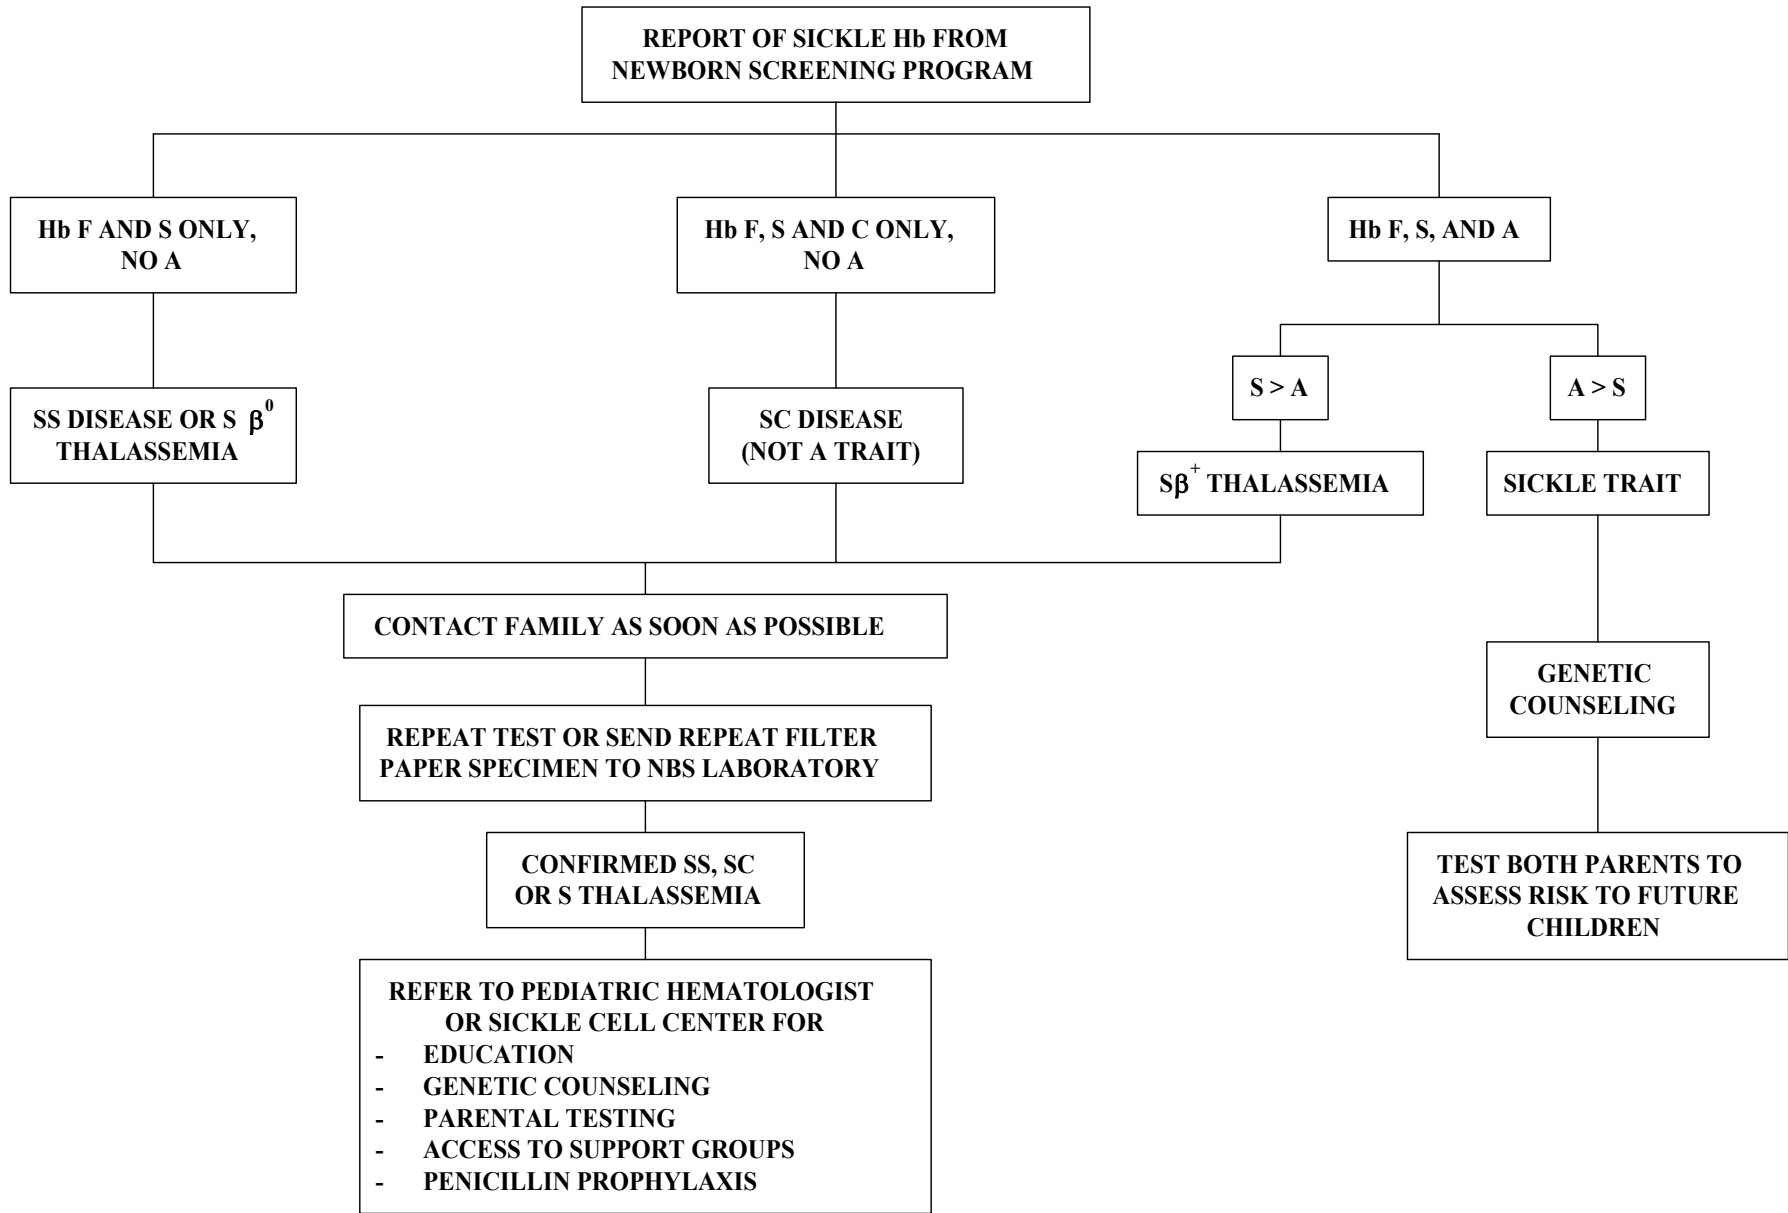 REPORT OF SICKLE Hb FROM
NEWBORN SCREENING PROGRAM
Hb F AND S ONLY,
NO A
Hb F, S AND C ONLY,
NO A
Hb F, S, AND A
S > A
A > S
SS DISEASE OR S β⁰
THALASSEMIA
SC DISEASE
(NOT A TRAIT)
Sβ⁺ THALASSEMIA
SICKLE TRAIT
CONTACT FAMILY AS SOON AS POSSIBLE
REPEAT TEST OR SEND REPEAT FILTER
PAPER SPECIMEN TO NBS LABORATORY
CONFIRMED SS, SC
OR S THALASSEMIA
REFER TO PEDIATRIC HEMATOLOGIST
OR SICKLE CELL CENTER FOR
- EDUCATION
- GENETIC COUNSELING
- PARENTAL TESTING
- ACCESS TO SUPPORT GROUPS
- PENICILLIN PROPHYLAXIS
GENETIC
COUNSELING
TEST BOTH PARENTS TO
ASSESS RISK TO FUTURE
CHILDREN